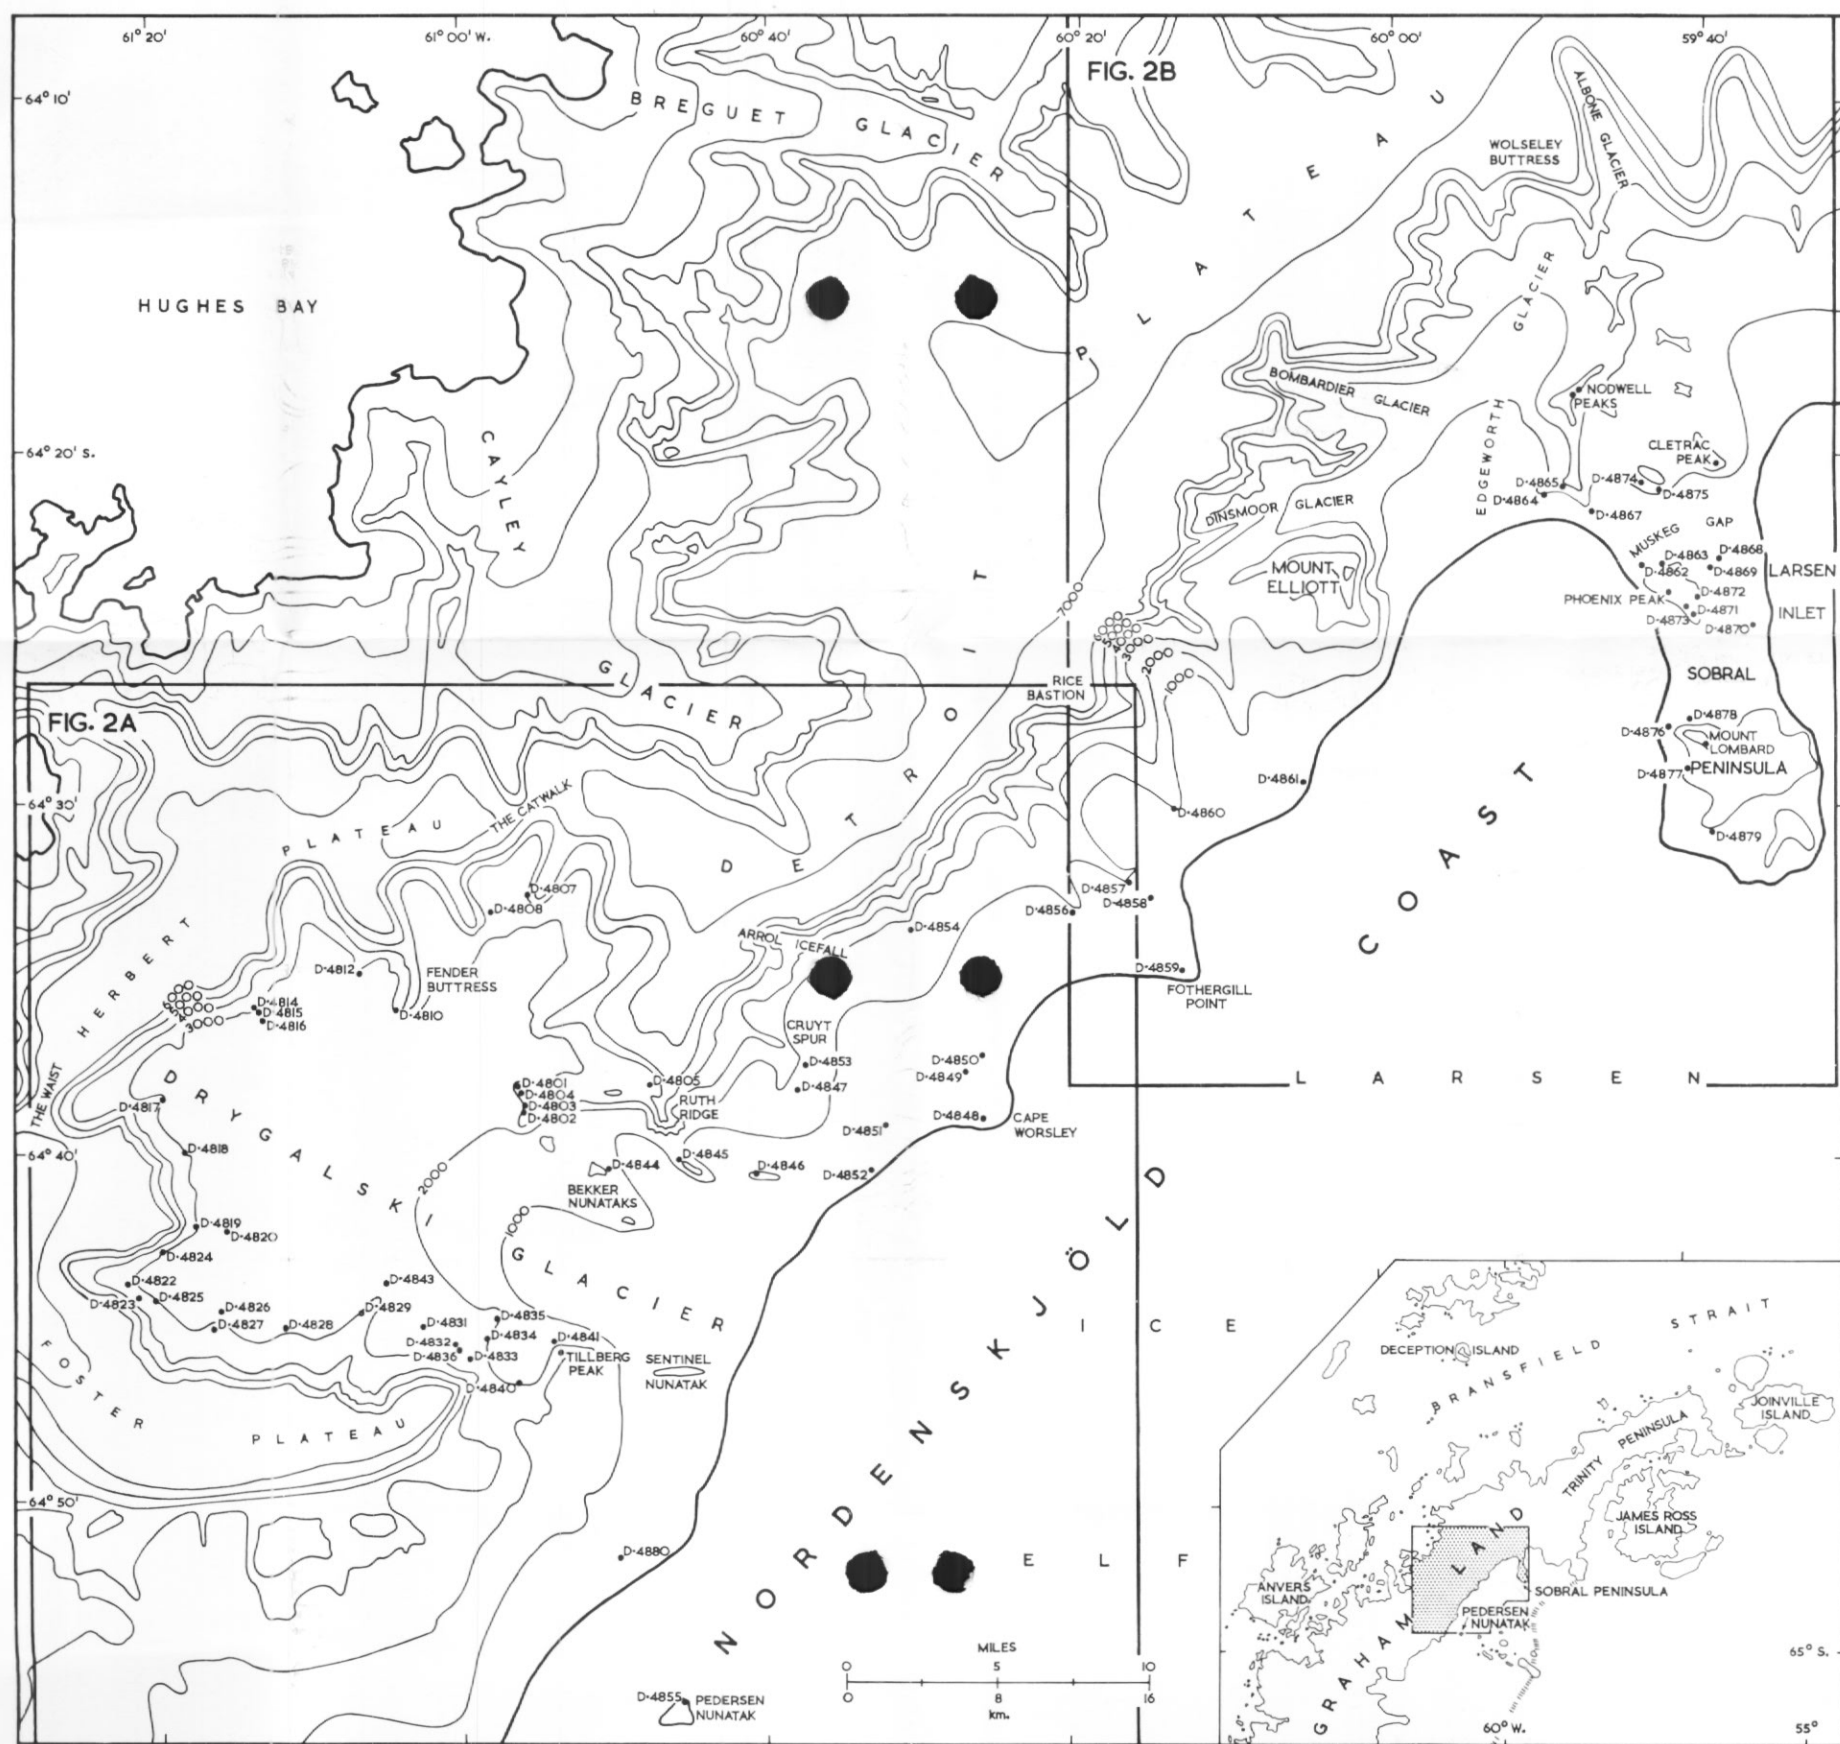 61° 20'
61° 00' W.
60° 40'
60° 20'
60° 00'
59° 40'
64° 10'
64° 20' S.
64° 30'
64° 40'
64° 50'
FIG. 2B
BREGUET GLACIER
WOLSELEY
BUTTRESS
ALBONE GLACIER
HUGHES BAY
DETROIT PLATEAU
EDGEWORTH GLACIER
BOMBARDIER GLACIER
NODWELL
PEAKS
CAYLEY GLACIER
CLETRAC
PEAK
D·4865
D·4864
D·4874
D·4875
D·4867
DINSMOOR GLACIER
MUSKEG GAP
D·4863
D·4868
D·4862
D·4869
LARSEN
INLET
MOUNT
ELLIOTT
PHOENIX PEAK
D·4872
D·4871
D·4873
D·4870
7000
6
5
4
3000
2000
1000
RICE
BASTION
SOBRAL
PENINSULA
D·4878
D·4876
MOUNT
LOMBARD
D·4877
D·4879
D·4861
D·4860
FIG. 2A
THE CATWALK
HERBERT PLATEAU
D·4807
D·4808
D·4857
D·4858
D·4856
D·4854
ARROL ICEFALL
D·4859
FOTHERGILL
POINT
D·4812
FENDER
BUTTRESS
D·4810
6
5
4
3000
D·4814
D·4815
D·4816
CRUYT
SPUR
D·4853
D·4847
D·4850
D·4849
D·4848
CAPE
WORSLEY
D·4851
D·4852
THE WAIST
D·4817
D·4818
D·4801
D·4804
D·4803
D·4802
D·4805
RUTH
RIDGE
D·4844
D·4845
D·4846
BEKKER
NUNATAKS
2000
1000
DRYGALSKI GLACIER
D·4819
D·4820
D·4824
D·4822
D·4823
D·4825
D·4826
D·4827
D·4828
D·4829
D·4843
D·4831
D·4832
D·4836
D·4833
D·4834
D·4835
D·4841
D·4840
TILLBERG
PEAK
SENTINEL
NUNATAK
FOSTER PLATEAU
D·4880
D·4855
PEDERSEN
NUNATAK
NORDENSKJÖLD COAST
LARSEN
ICE
ELF
MILES
0 5 10
0 8 16
km.
DECEPTION ISLAND
BRANSFIELD STRAIT
JOINVILLE
ISLAND
TRINITY PENINSULA
JAMES ROSS
ISLAND
ANVERS
ISLAND
GRAHAM LAND
SOBRAL PENINSULA
PEDERSEN
NUNATAK
65° S.
60° W.
55°